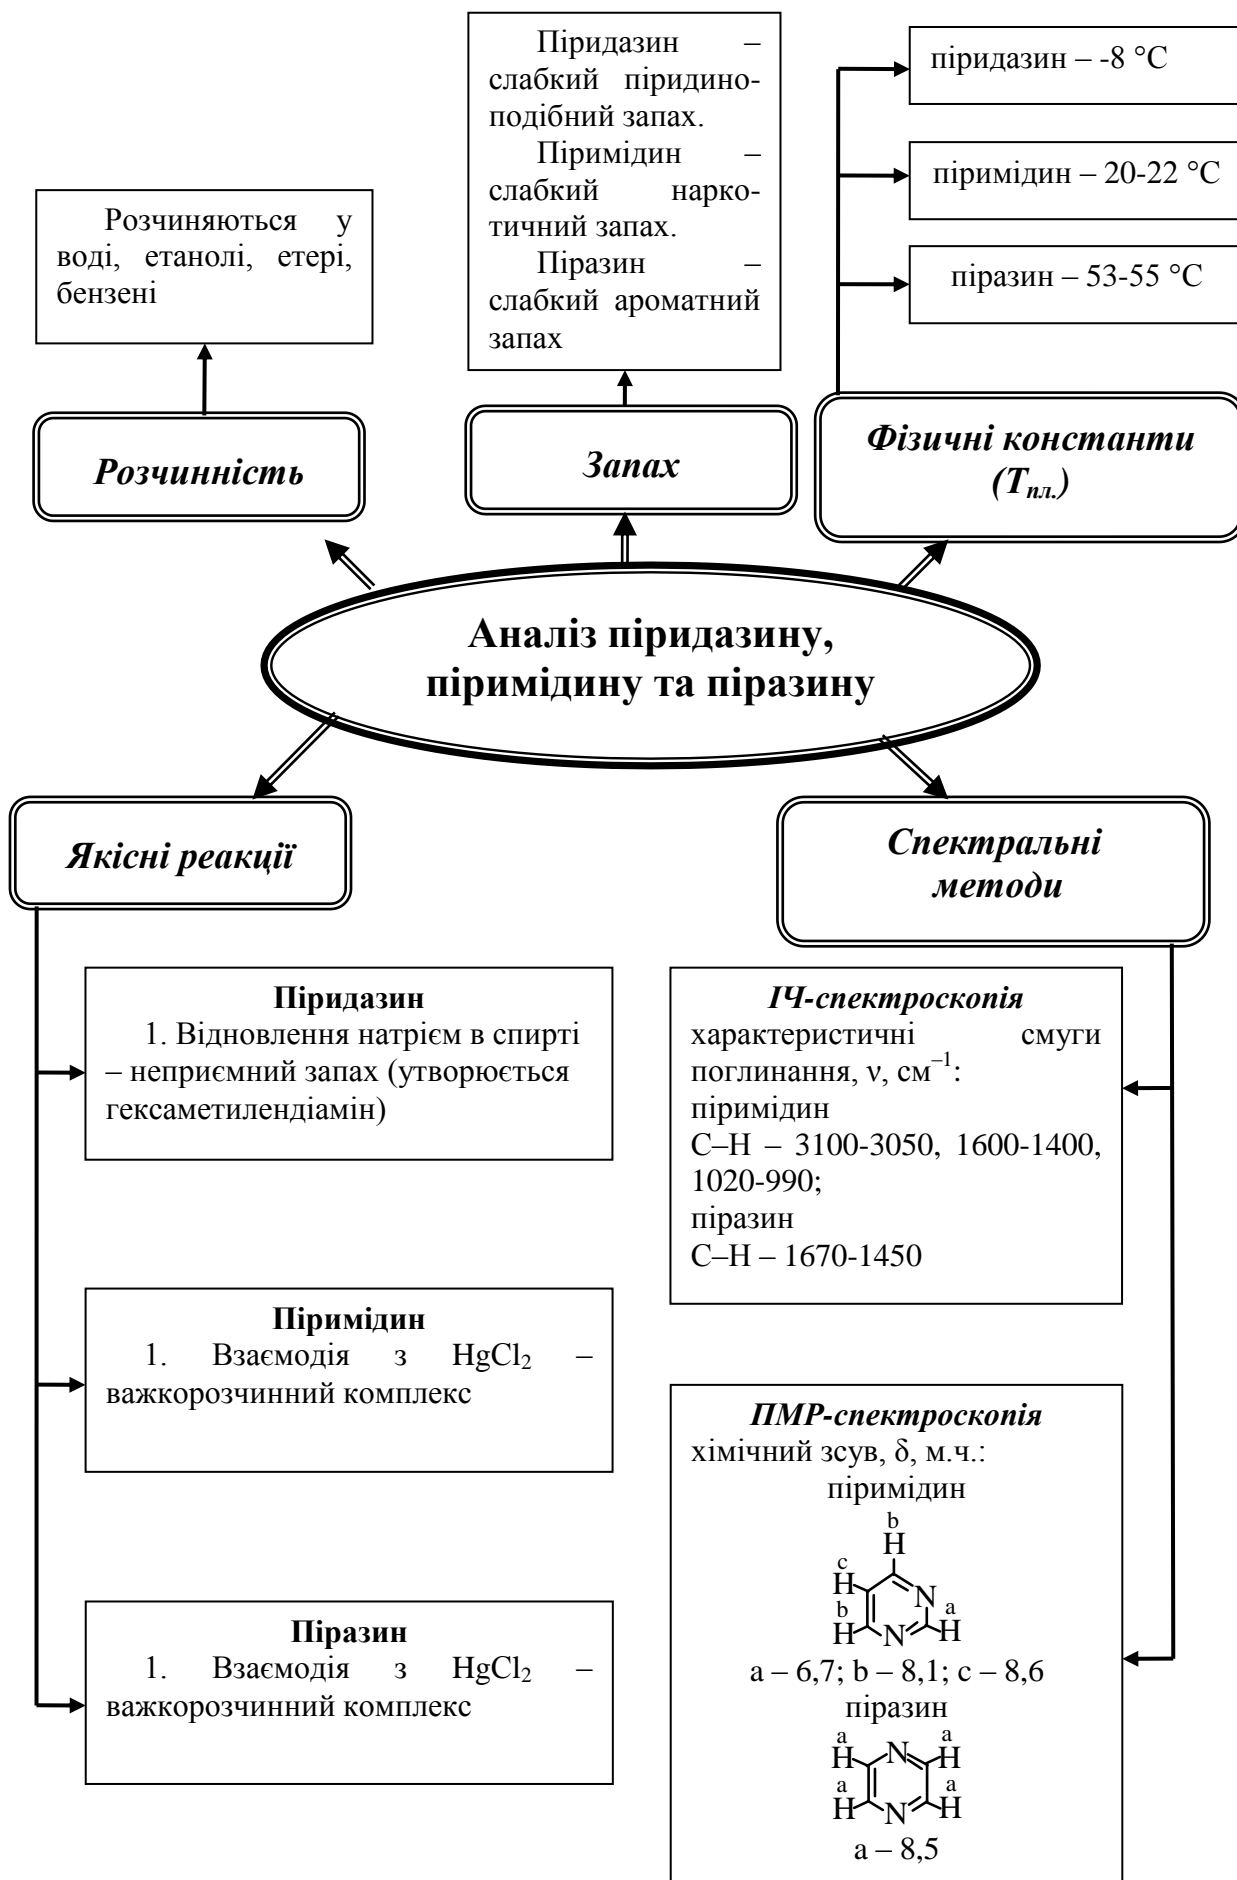 Піридазин –
слабкий піридино-
подібний запах.
Піримідин –
слабкий нарко-
тичний запах.
Піразин –
слабкий ароматний
запах
піридазин – -8 °C
піримідин – 20-22 °C
піразин – 53-55 °C
Розчиняються у
воді, етанолі, етері,
бензені
Розчинність
Запах
Фізичні константи
(Tпл.)
Аналіз піридазину,
піримідину та піразину
Якісні реакції
Спектральні
методи
Піридазин
1. Відновлення натрієм в спирті
– неприємний запах (утворюється
гексаметилендіамін)
Піримідин
1. Взаємодія з HgCl₂ –
важкорозчинний комплекс
Піразин
1. Взаємодія з HgCl₂ –
важкорозчинний комплекс
ІЧ-спектроскопія
характеристичні смуги
поглинання, ν, см⁻¹:
піримідин
C–H – 3100-3050, 1600-1400,
1020-990;
піразин
C–H – 1670-1450
ПМР-спектроскопія
хімічний зсув, δ, м.ч.:
піримідин
b
H
c
H
N
b
a
H
N
H
a – 6,7; b – 8,1; c – 8,6
піразин
a a
H N H
a a
H N H
a – 8,5